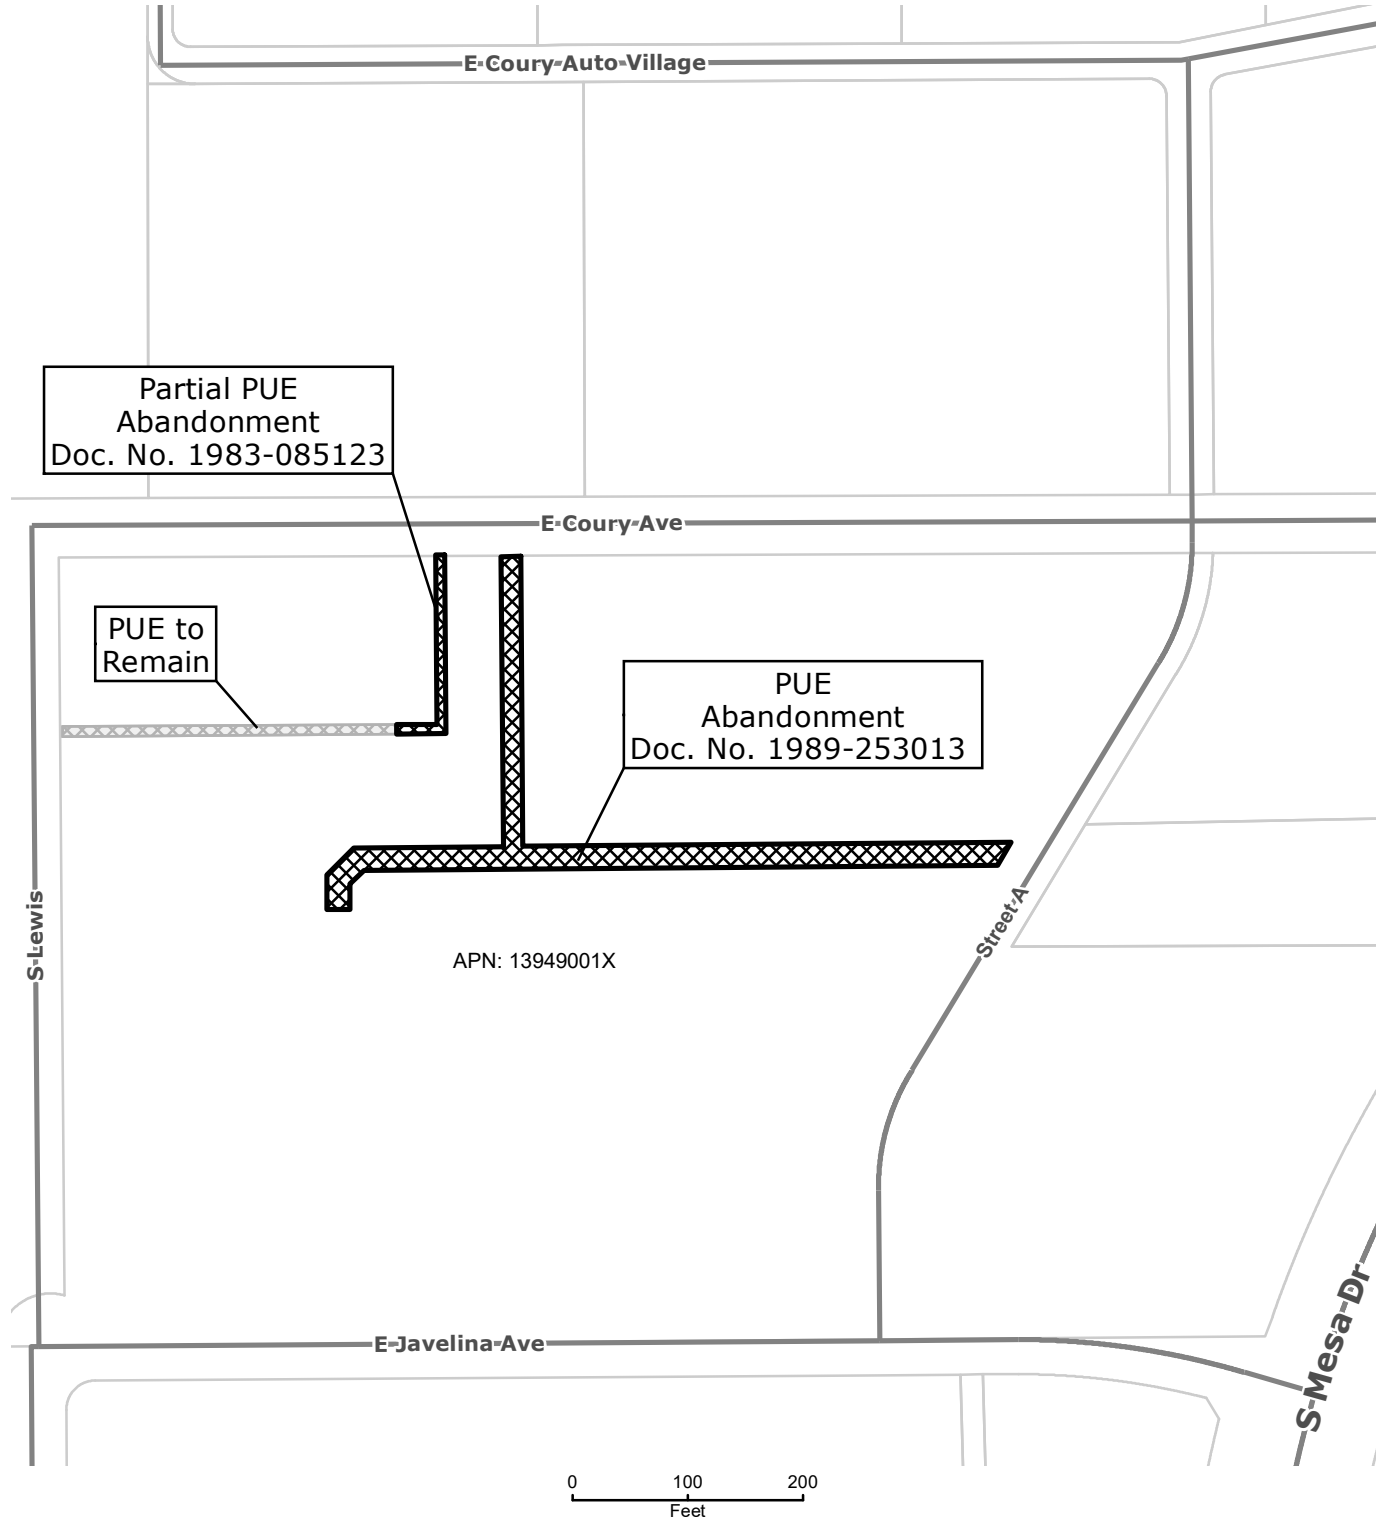 E Coury Auto Village
Partial PUE
Abandonment
Doc. No. 1983-085123
E Coury Ave
PUE to
Remain
PUE
Abandonment
Doc. No. 1989-253013
S Lewis
Street A
APN: 13949001X
S Mesa Dr
E Javelina Ave
0 100 200
Feet